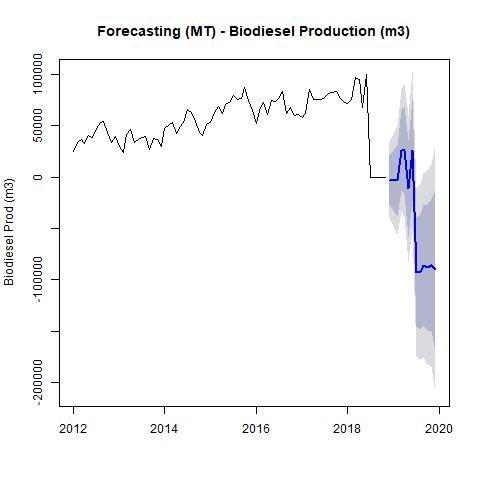 Forecasting (MT) - Biodiesel Production (m3)
Biodiesel Prod (m3)
100000
50000
0
-100000
-200000
2012 2014 2016 2018 2020